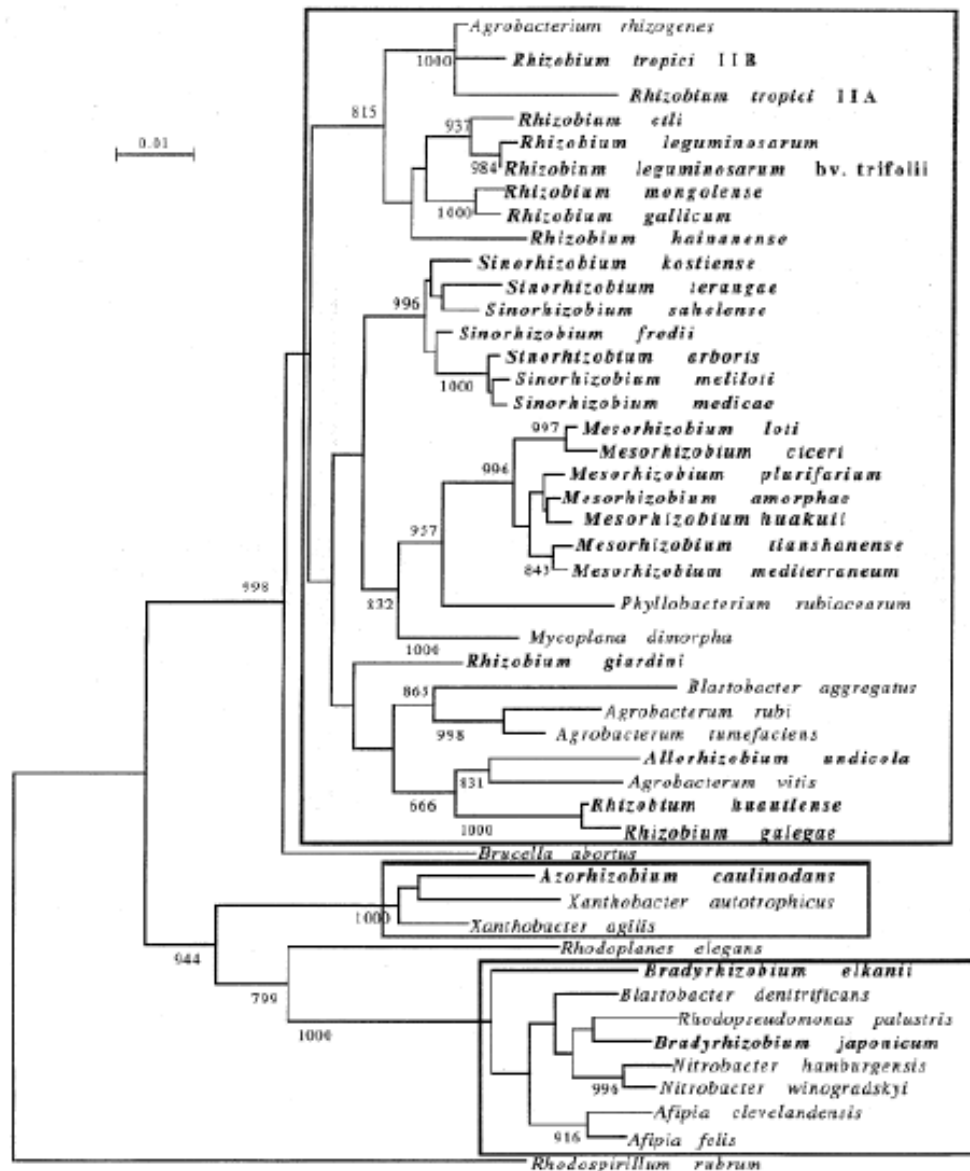 Agrobacterium rhizogenes
1000 Rhizobium tropici IIB
Rhizobium tropici IIA
815
0.01
937 Rhizobium etli
Rhizobium leguminosarum
984 Rhizobium leguminosarum bv. trifolii
Rhizobium mongolense
1000 Rhizobium gallicum
Rhizobium hainanense
Sinorhizobium kostiense
Sinorhizobium terangae
996 Sinorhizobium sahelense
Sinorhizobium fredii
Sinorhizobium arboris
1000 Sinorhizobium meliloti
Sinorhizobium medicae
997 Mesorhizobium loti
Mesorhizobium ciceri
996 Mesorhizobium plurifarium
Mesorhizobium amorphae
Mesorhizobium huakuii
957 Mesorhizobium tianshanense
843 Mesorhizobium mediterraneum
998
832 Phyllobacterium rubiacearum
Mycoplana dimorpha
1000
Rhizobium giardini
865 Blastobacter aggregatus
Agrobacterum rubi
998 Agrobacterum tumefaciens
Allorhizobium undicola
831 Agrobacterum vitis
666 Rhizobium huautlense
1000 Rhizobium galegae
Brucella abortus
Azorhizobium caulinodans
Xanthobacter autotrophicus
1000 Xanthobacter agilis
944 Rhodoplanes elegans
Bradyrhizobium elkanii
799 Blastobacter denitrificans
1000 Rhodopseudomonas palustris
Bradyrhizobium japonicum
Nitrobacter hamburgensis
996 Nitrobacter winogradskyi
Afipia clevelandensis
916 Afipia felis
Rhodospirillum rubrum